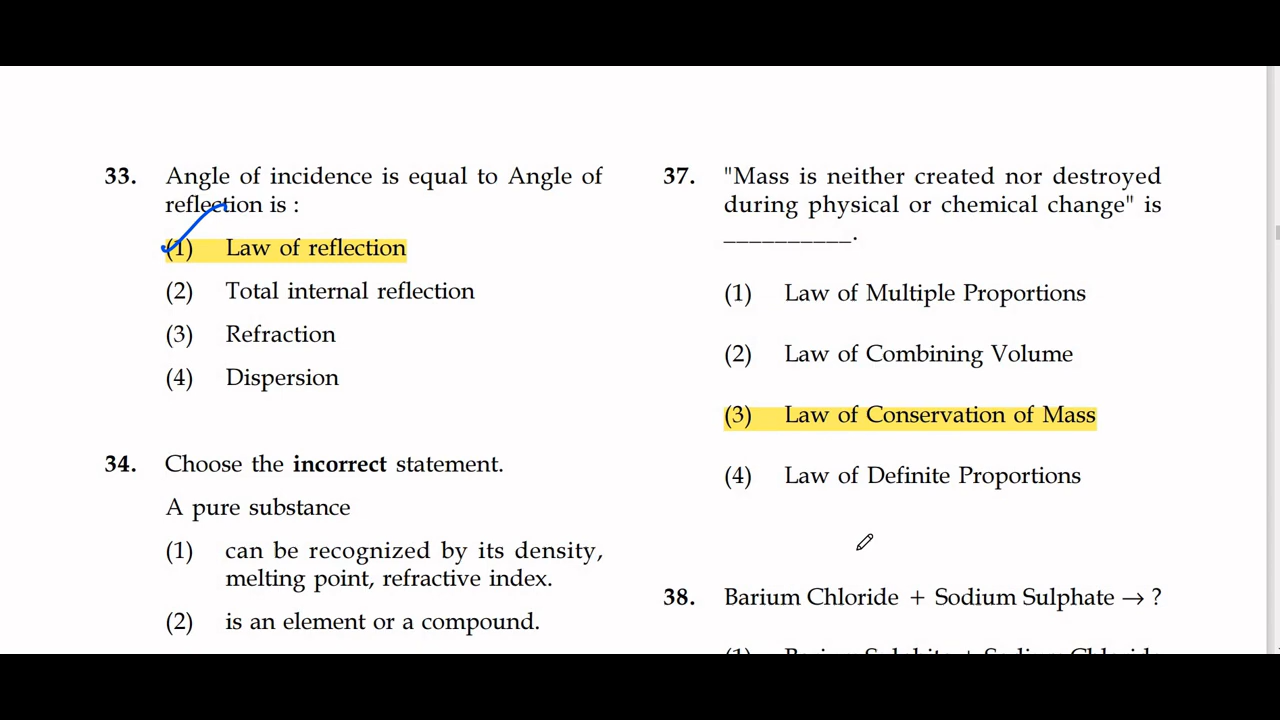 33. Angle of incidence is equal to Angle of
reflection is :
(1) Law of reflection
(2) Total internal reflection
(3) Refraction
(4) Dispersion
34. Choose the incorrect statement.
A pure substance
(1) can be recognized by its density,
melting point, refractive index.
(2) is an element or a compound.
37. "Mass is neither created nor destroyed
during physical or chemical change" is
__________.
(1) Law of Multiple Proportions
(2) Law of Combining Volume
(3) Law of Conservation of Mass
(4) Law of Definite Proportions
38. Barium Chloride + Sodium Sulphate → ?